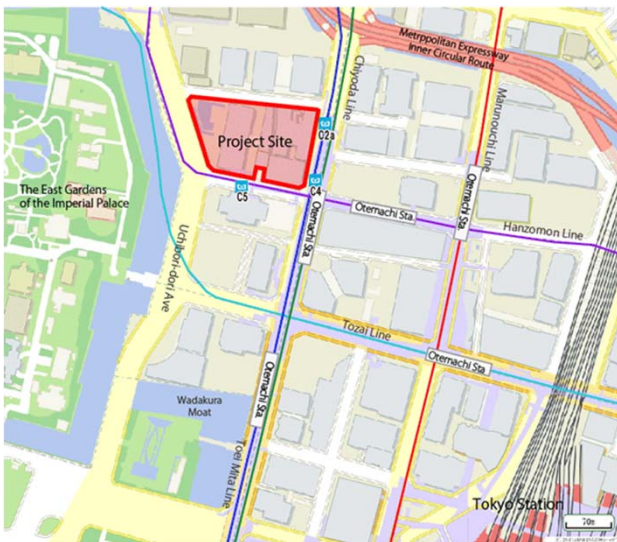 Metrppolitan Expressway
Inner Circular Route
Chiyoda Line
Marunouchi Line
Project Site
C2a
C4
C5
The East Gardens
of the Imperial Palace
Uchibori-dori Ave
Otemachi Sta.
Otemachi Sta.
Otemachi Sta.
Hanzomon Line
Tozai Line
Otemachi Sta
Otemachi Sta.
Wadakura
Moat
Toei Mita Line
Tokyo Station
70m